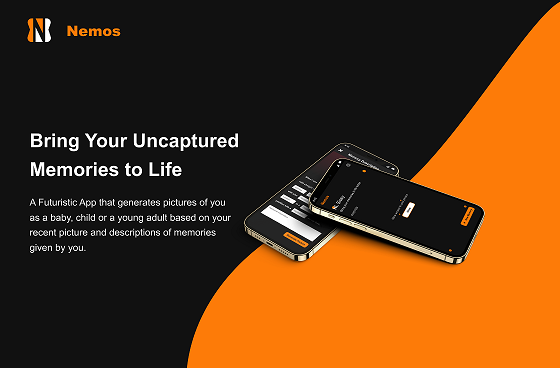 Nemos
Bring Your Uncaptured
Memories to Life
A Futuristic App that generates pictures of you
as a baby, child or a young adult based on your
recent picture and descriptions of memories
given by you.